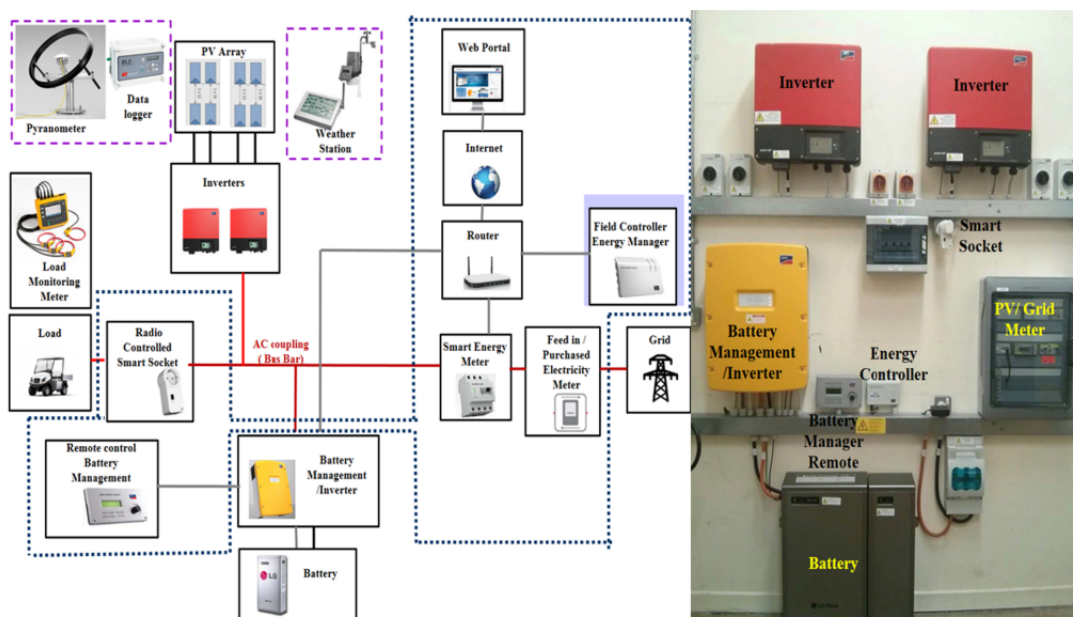 Pyranometer
Data
logger
PV Array
Weather
Station
Web Portal
Internet
Inverters
Load
Monitoring
Meter
Router
Field Controller
Energy Manager
Load
Radio
Controlled
Smart Socket
AC coupling
( Bus Bar)
Smart Energy
Meter
Feed in /
Purchased
Electricity
Meter
Grid
Remote control
Battery
Management
Battery
Management
/Inverter
LG
Battery
Inverter
Inverter
Smart
Socket
Battery
Management
/Inverter
PV/ Grid
Meter
Energy
Controller
Battery
Manager
Remote
Battery